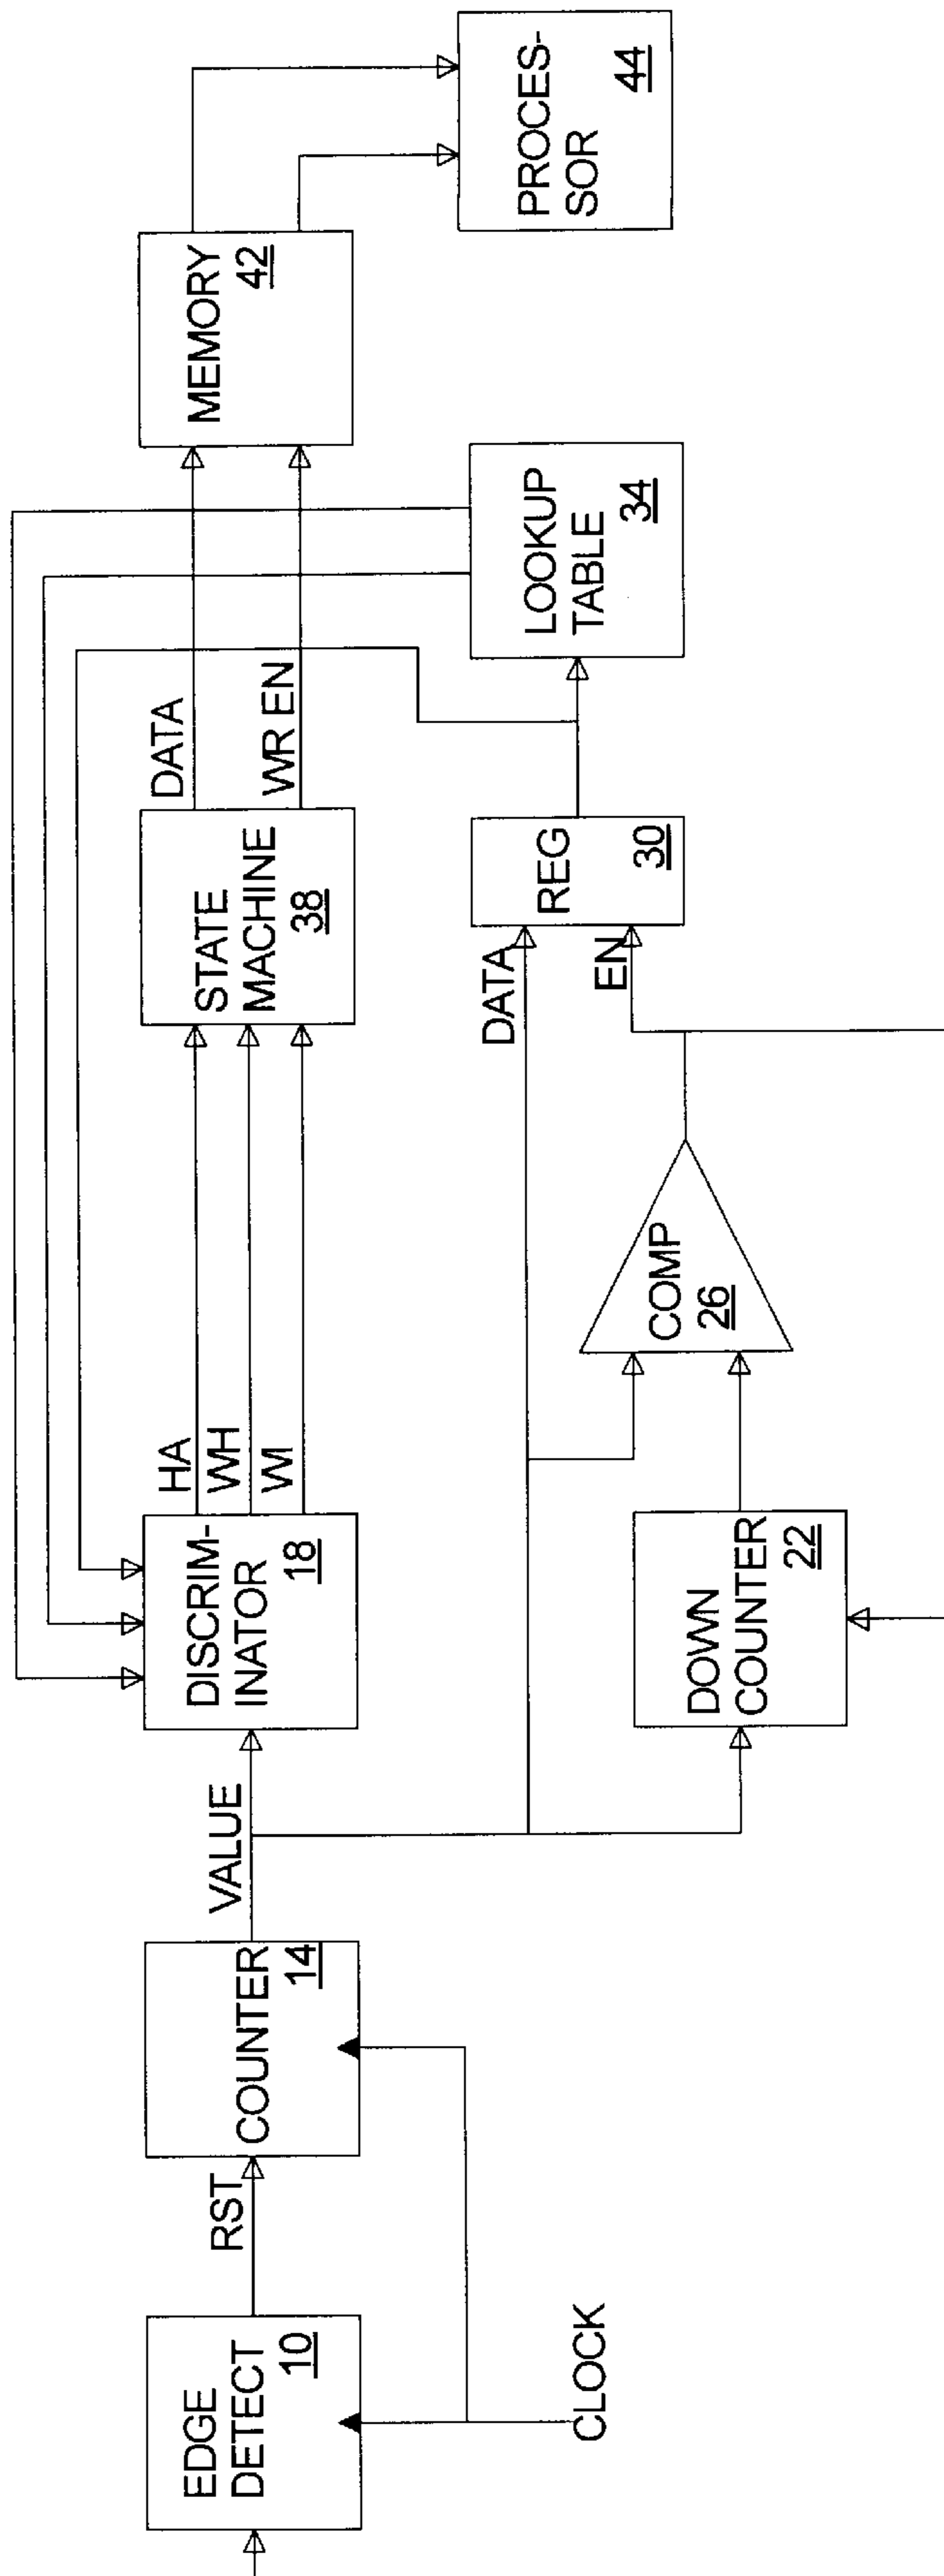 EDGE
DETECT
10
RST
COUNTER
14
CLOCK
VALUE
DISCRIM-
INATOR
18
HA
WH
WI
STATE
MACHINE
38
DATA
WR EN
MEMORY
42
PROCES-
SOR
44
DOWN
COUNTER
22
COMP
26
DATA
EN
REG
30
LOOKUP
TABLE
34